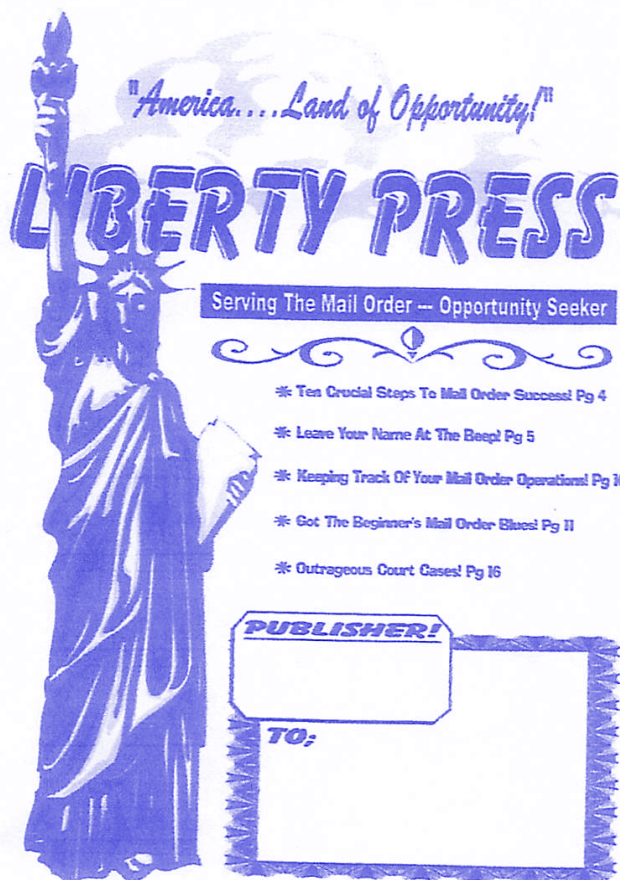 "America....Land of Opportunity!"
LIBERTY PRESS
Serving The Mail Order --- Opportunity Seeker
* Ten Crucial Steps To Mail Order Success! Pg 4
* Leave Your Name At The Beep! Pg 5
* Keeping Track Of Your Mail Order Operations! Pg
* Got The Beginner's Mail Order Blues! Pg 11
* Outrageous Court Cases! Pg 16
PUBLISHER!
TO;